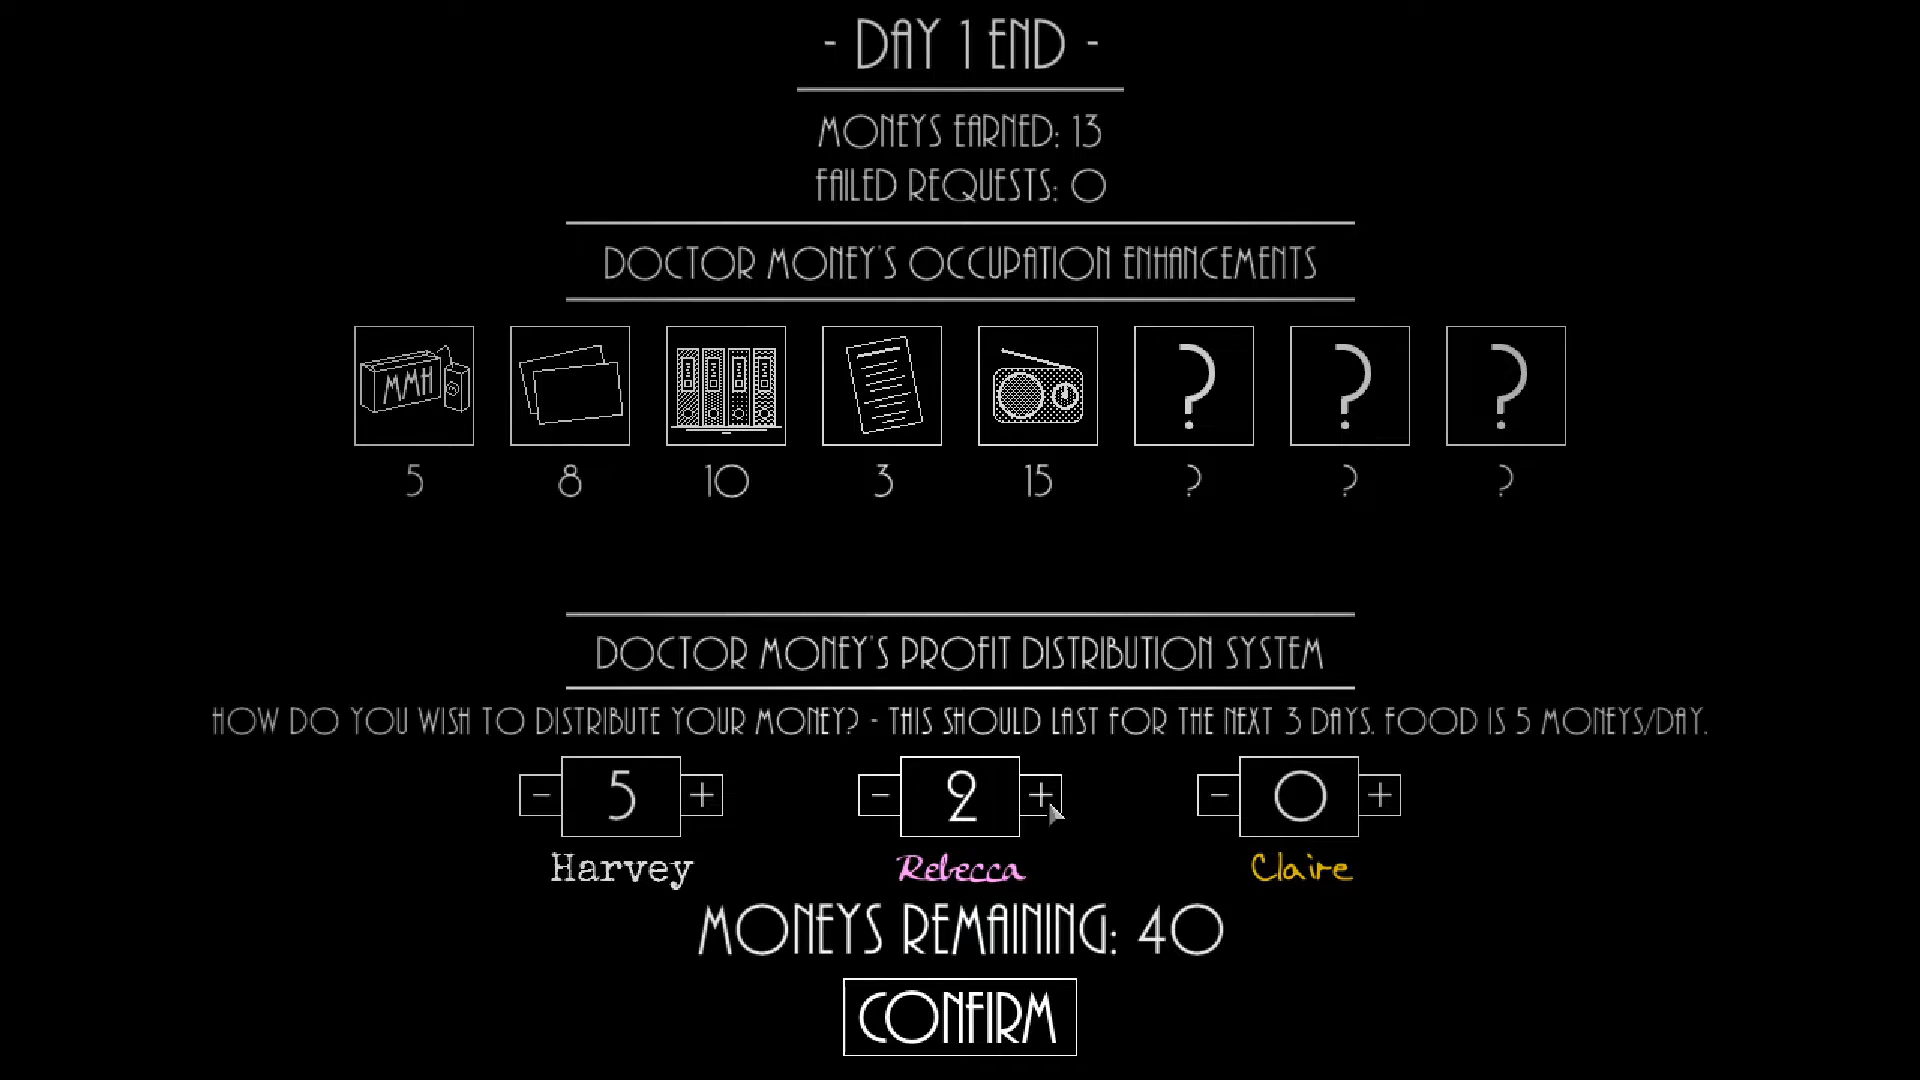 - DAY 1 END -
MONEYS EARNED: 13
FAILED REQUESTS: 0
DOCTOR MONEY'S OCCUPATION ENHANCEMENTS
MMH
? ? ?
5 8 10 3 15 ? ? ?
DOCTOR MONEY'S PROFIT DISTRIBUTION SYSTEM
HOW DO YOU WISH TO DISTRIBUTE YOUR MONEY? - THIS SHOULD LAST FOR THE NEXT 3 DAYS. FOOD IS 5 MONEYS/DAY.
- 5 + - 2 + - 0 +
Harvey Rebecca Claire
MONEYS REMAINING: 40
CONFIRM